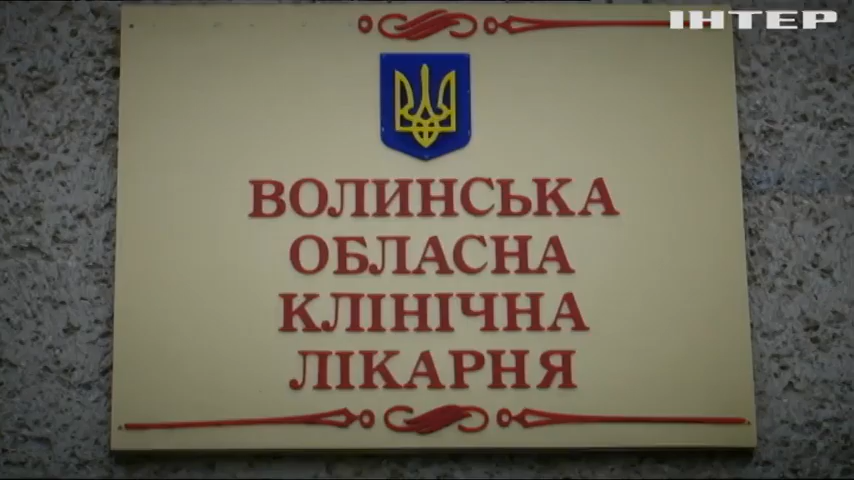 ІНТЕР
ВОЛИНСЬКА
ОБЛАСНА
КЛІНІЧНА
ЛІКАРНЯ